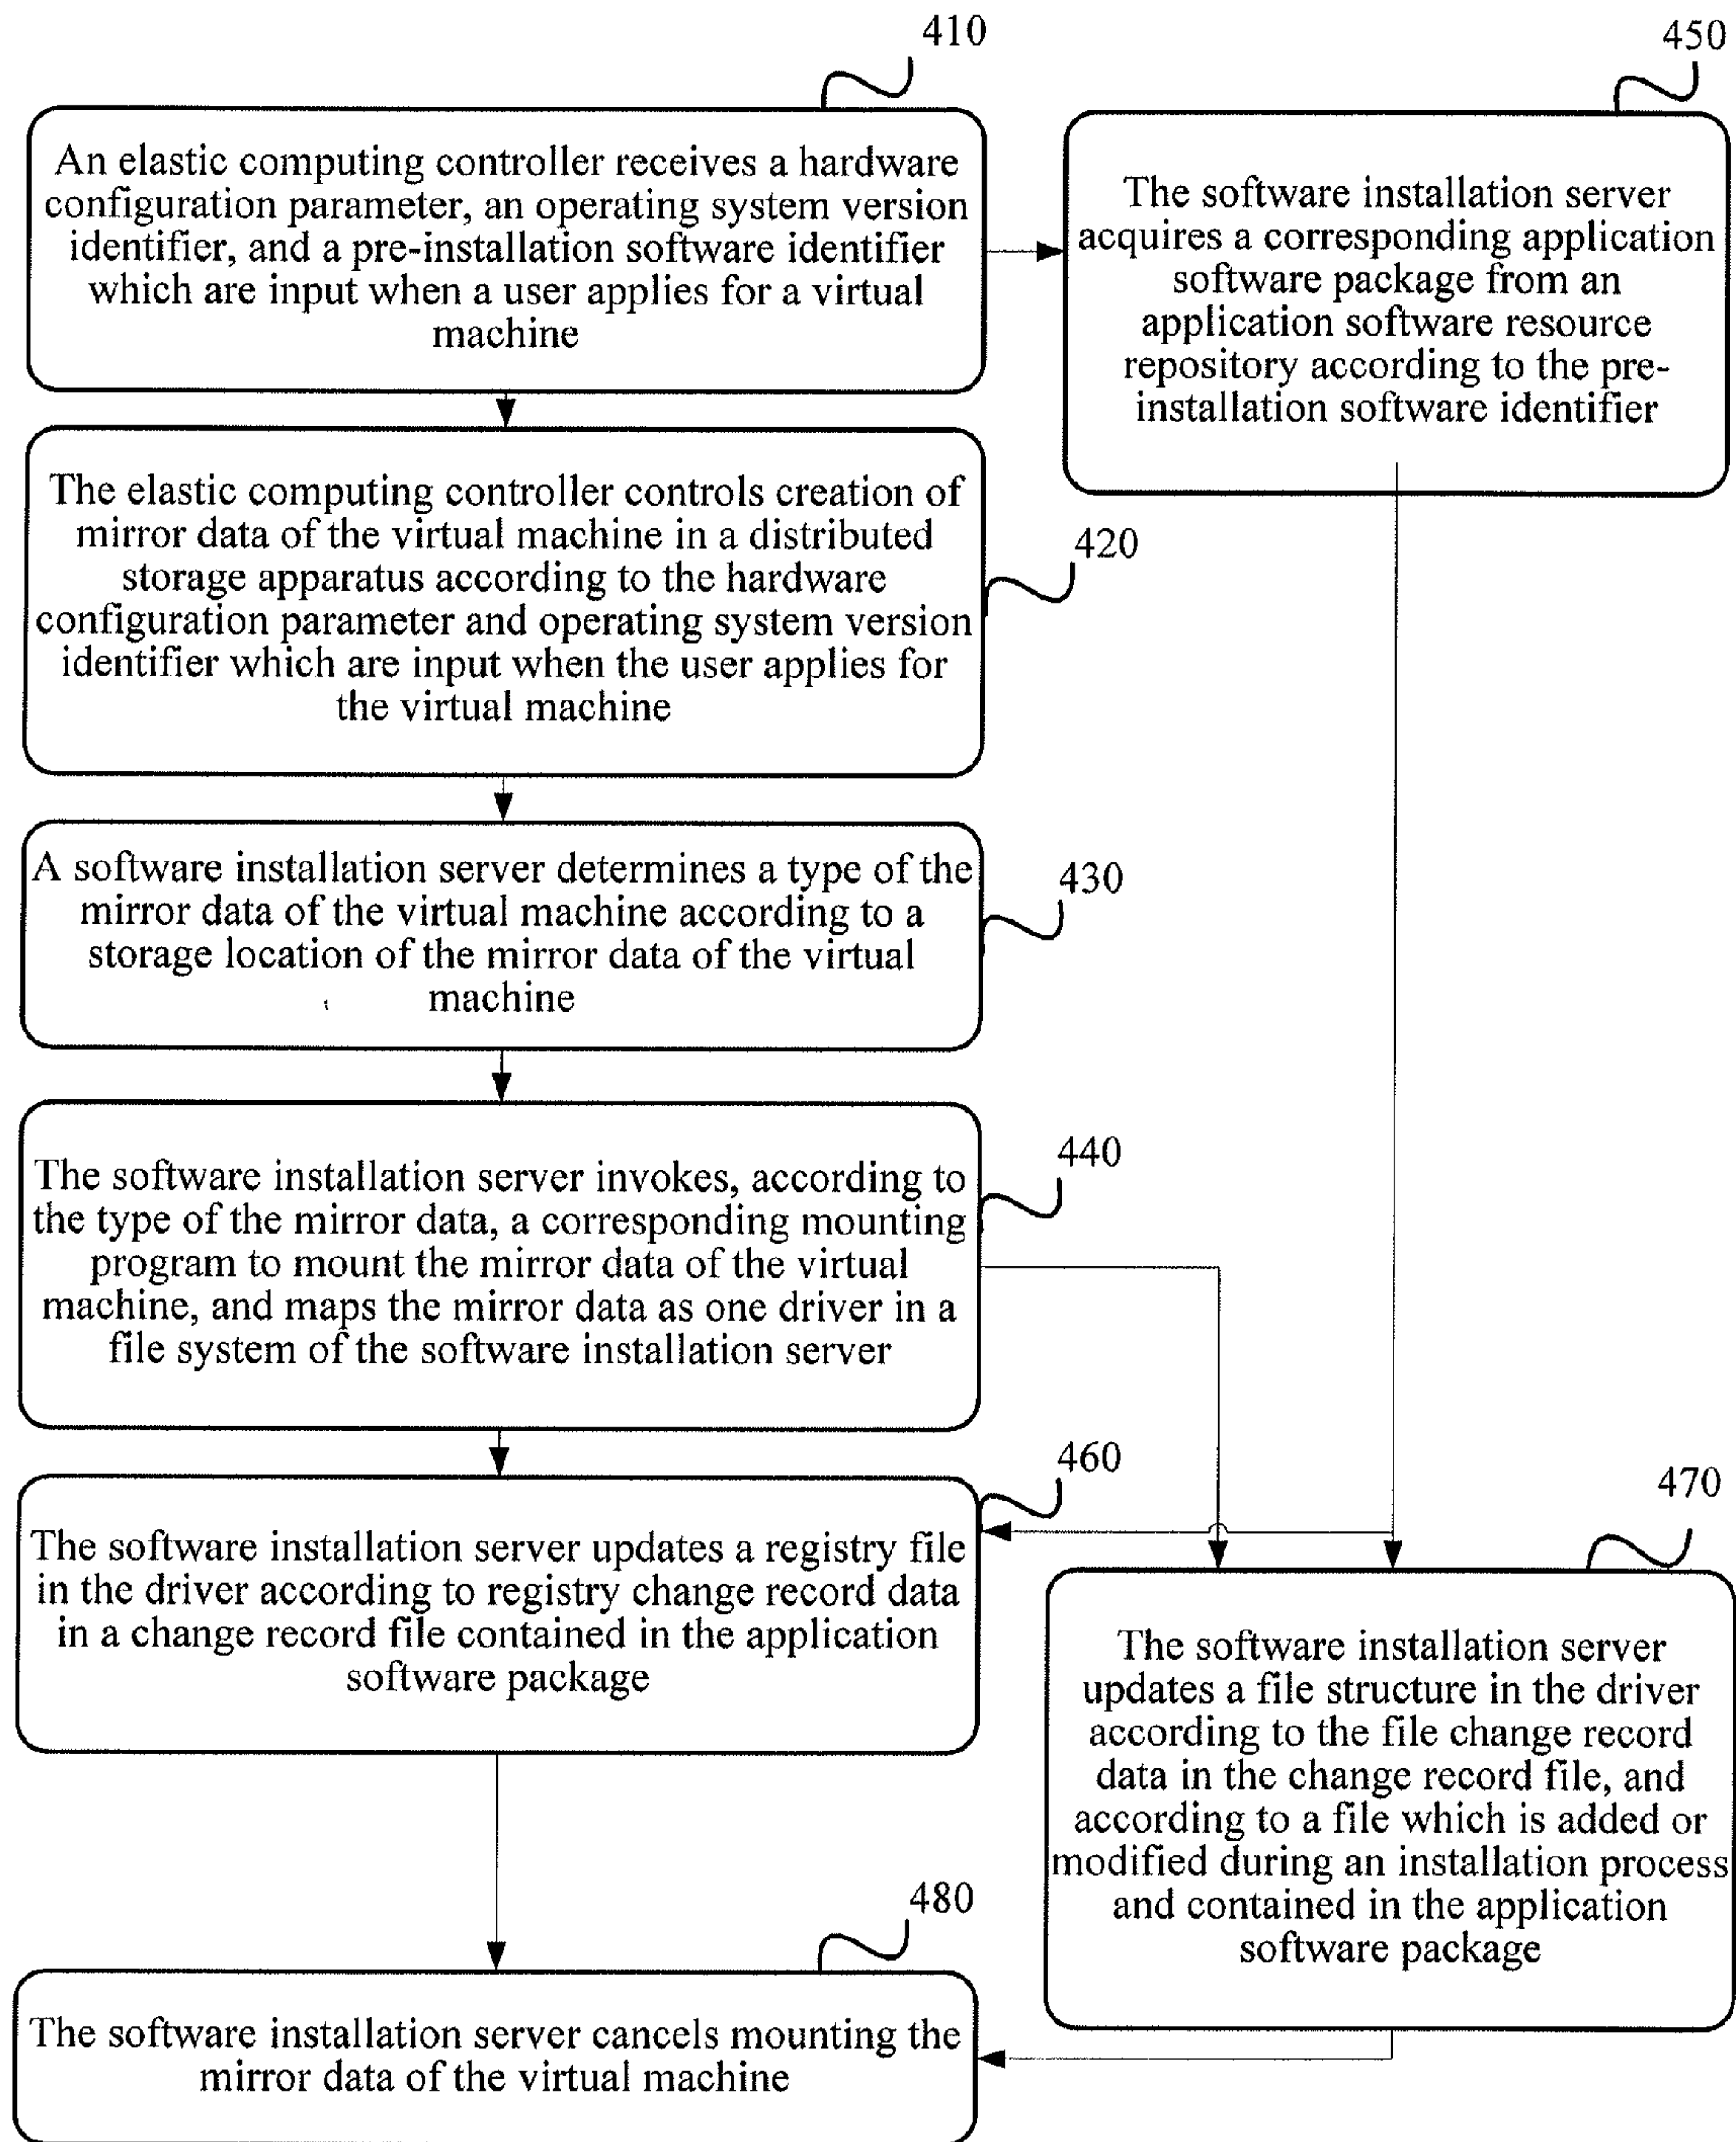 410
An elastic computing controller receives a hardware
configuration parameter, an operating system version
identifier, and a pre-installation software identifier
which are input when a user applies for a virtual
machine
450
The software installation server
acquires a corresponding application
software package from an
application software resource
repository according to the pre-
installation software identifier
420
The elastic computing controller controls creation of
mirror data of the virtual machine in a distributed
storage apparatus according to the hardware
configuration parameter and operating system version
identifier which are input when the user applies for
the virtual machine
430
A software installation server determines a type of the
mirror data of the virtual machine according to a
storage location of the mirror data of the virtual
machine
440
The software installation server invokes, according to
the type of the mirror data, a corresponding mounting
program to mount the mirror data of the virtual
machine, and maps the mirror data as one driver in a
file system of the software installation server
460
The software installation server updates a registry file
in the driver according to registry change record data
in a change record file contained in the application
software package
470
The software installation server
updates a file structure in the driver
according to the file change record
data in the change record file, and
according to a file which is added or
modified during an installation process
and contained in the application
software package
480
The software installation server cancels mounting the
mirror data of the virtual machine